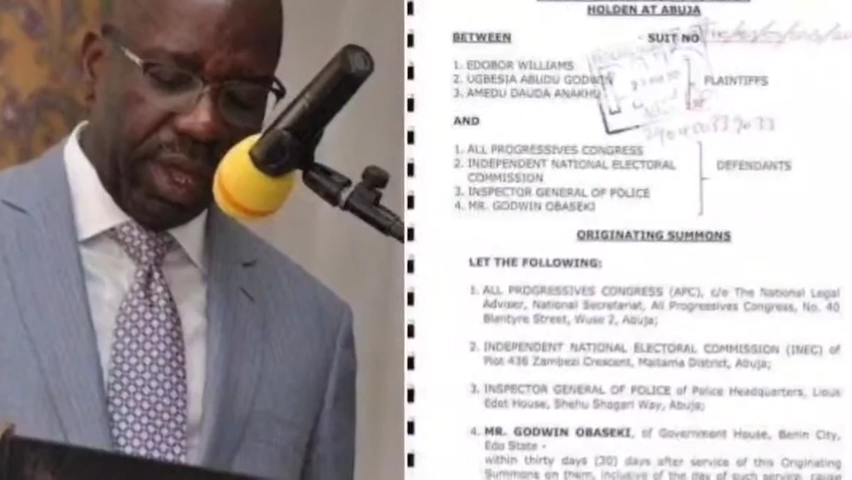 HOLDEN AT ABUJA
BETWEEN
SUIT NO
1. EDOBOR WILLIAMS
2. UGBESIA ABUDU GODWIN
3. AMEDU DAUDA ANAKHU
PLAINTIFFS
AND
1. ALL PROGRESSIVES CONGRESS
2. INDEPENDENT NATIONAL ELECTORAL
COMMISSION
3. INSPECTOR GENERAL OF POLICE
4. MR. GODWIN OBASEKI
DEFENDANTS
ORIGINATING SUMMONS
LET THE FOLLOWING:
1. ALL PROGRESSIVES CONGRESS (APC), c/o The National Legal
Adviser, National Secretariat, All Progressives Congress, No. 40
Blantyre Street, Wuse 2, Abuja;
2. INDEPENDENT NATIONAL ELECTORAL COMMISSION (INEC) of
Plot 436 Zambezi Crescent, Maitama District, Abuja;
3. INSPECTOR GENERAL OF POLICE of Police Headquarters, Lious
Edet House, Shehu Shagari Way, Abuja;
4. MR. GODWIN OBASEKI, of Government House, Benin City,
Edo State -
within thirty days (30) days after service of this Originating
Summons on them, inclusive of the day of such service, cause